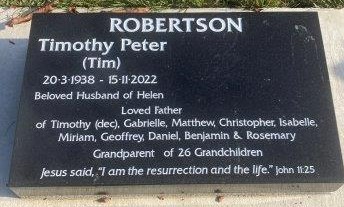 ROBERTSON
Timothy Peter
(Tim)
20·3·1938 - 15·11·2022
Beloved Husband of Helen
Loved Father
of Timothy (dec), Gabrielle, Matthew, Christopher, Isabelle,
Miriam, Geoffrey, Daniel, Benjamin & Rosemary
Grandparent of 26 Grandchildren
Jesus said, "I am the resurrection and the life." John 11:25